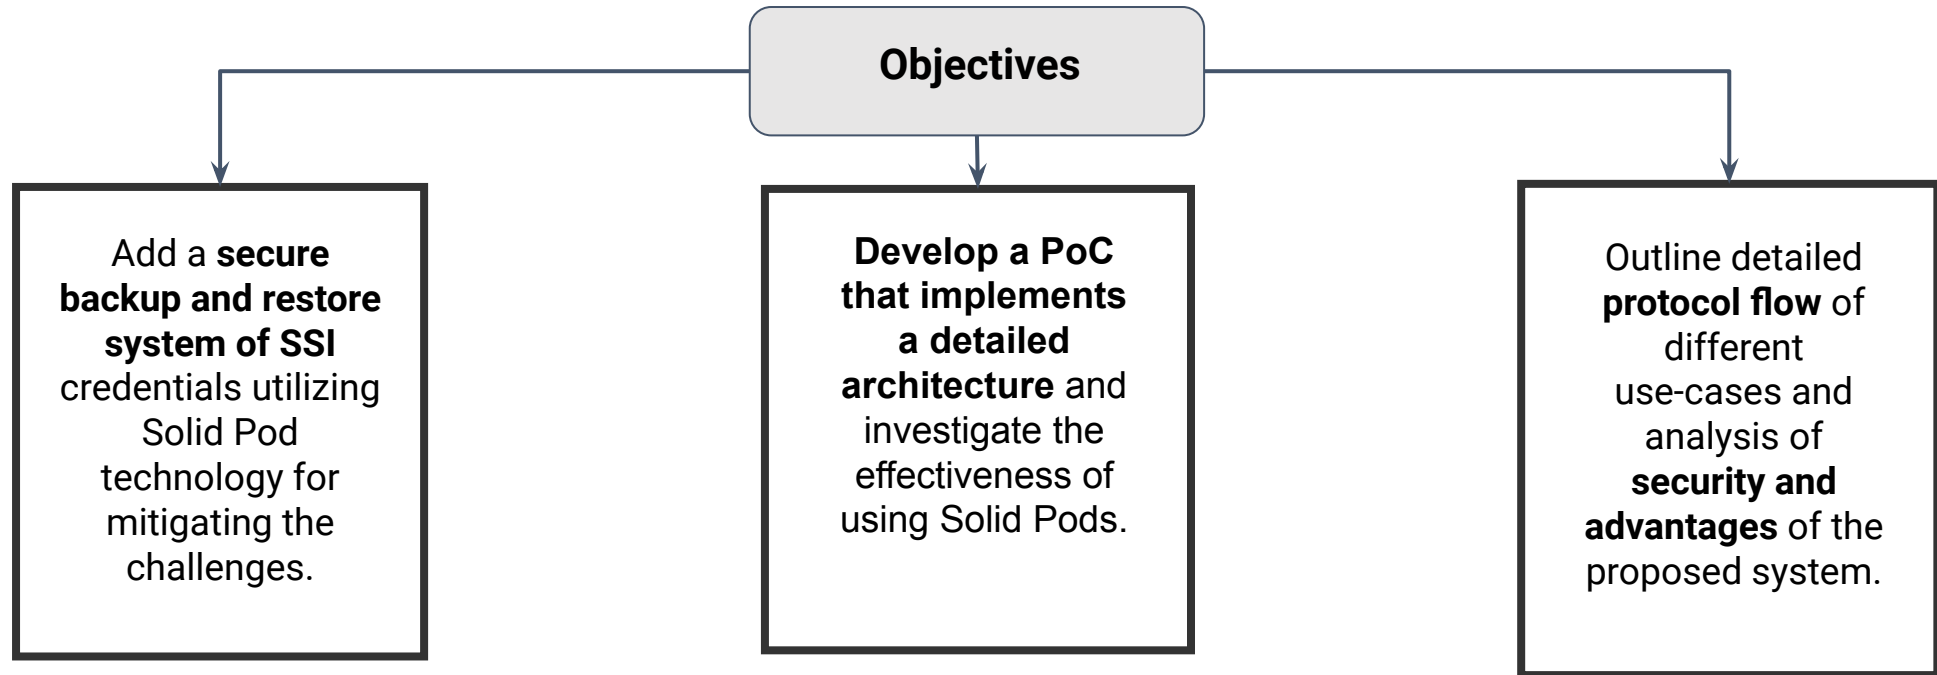 Objectives
Add a secure
backup and restore
system of SSI
credentials utilizing
Solid Pod
technology for
mitigating the
challenges.
Develop a PoC
that implements
a detailed
architecture and
investigate the
effectiveness of
using Solid Pods.
Outline detailed
protocol flow of
different
use-cases and
analysis of
security and
advantages of the
proposed system.